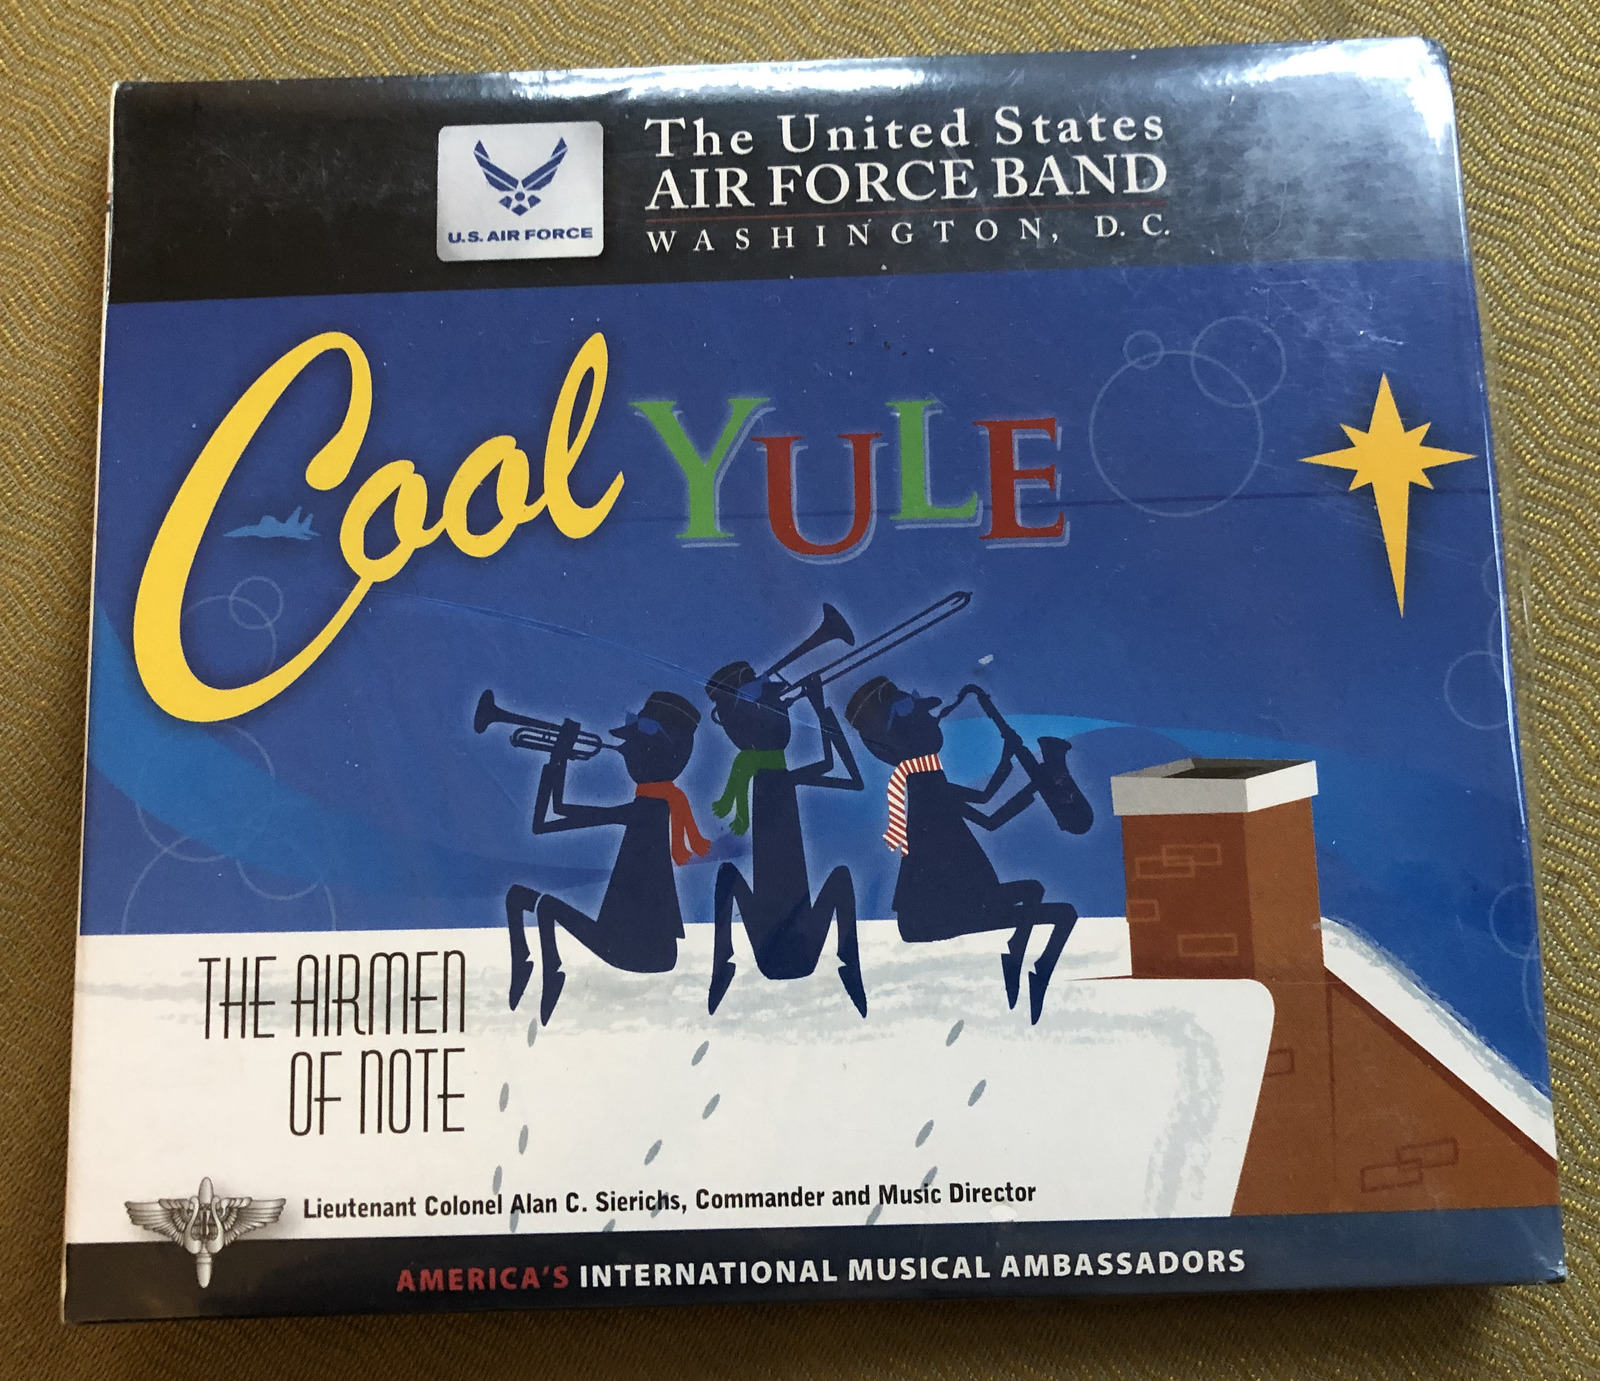 U.S. AIR FORCE
The United States
AIR FORCE BAND
WASHINGTON, D.C.
Cool YULE
THE AIRMEN
OF NOTE
Lieutenant Colonel Alan C. Sierichs, Commander and Music Director
AMERICA'S INTERNATIONAL MUSICAL AMBASSADORS